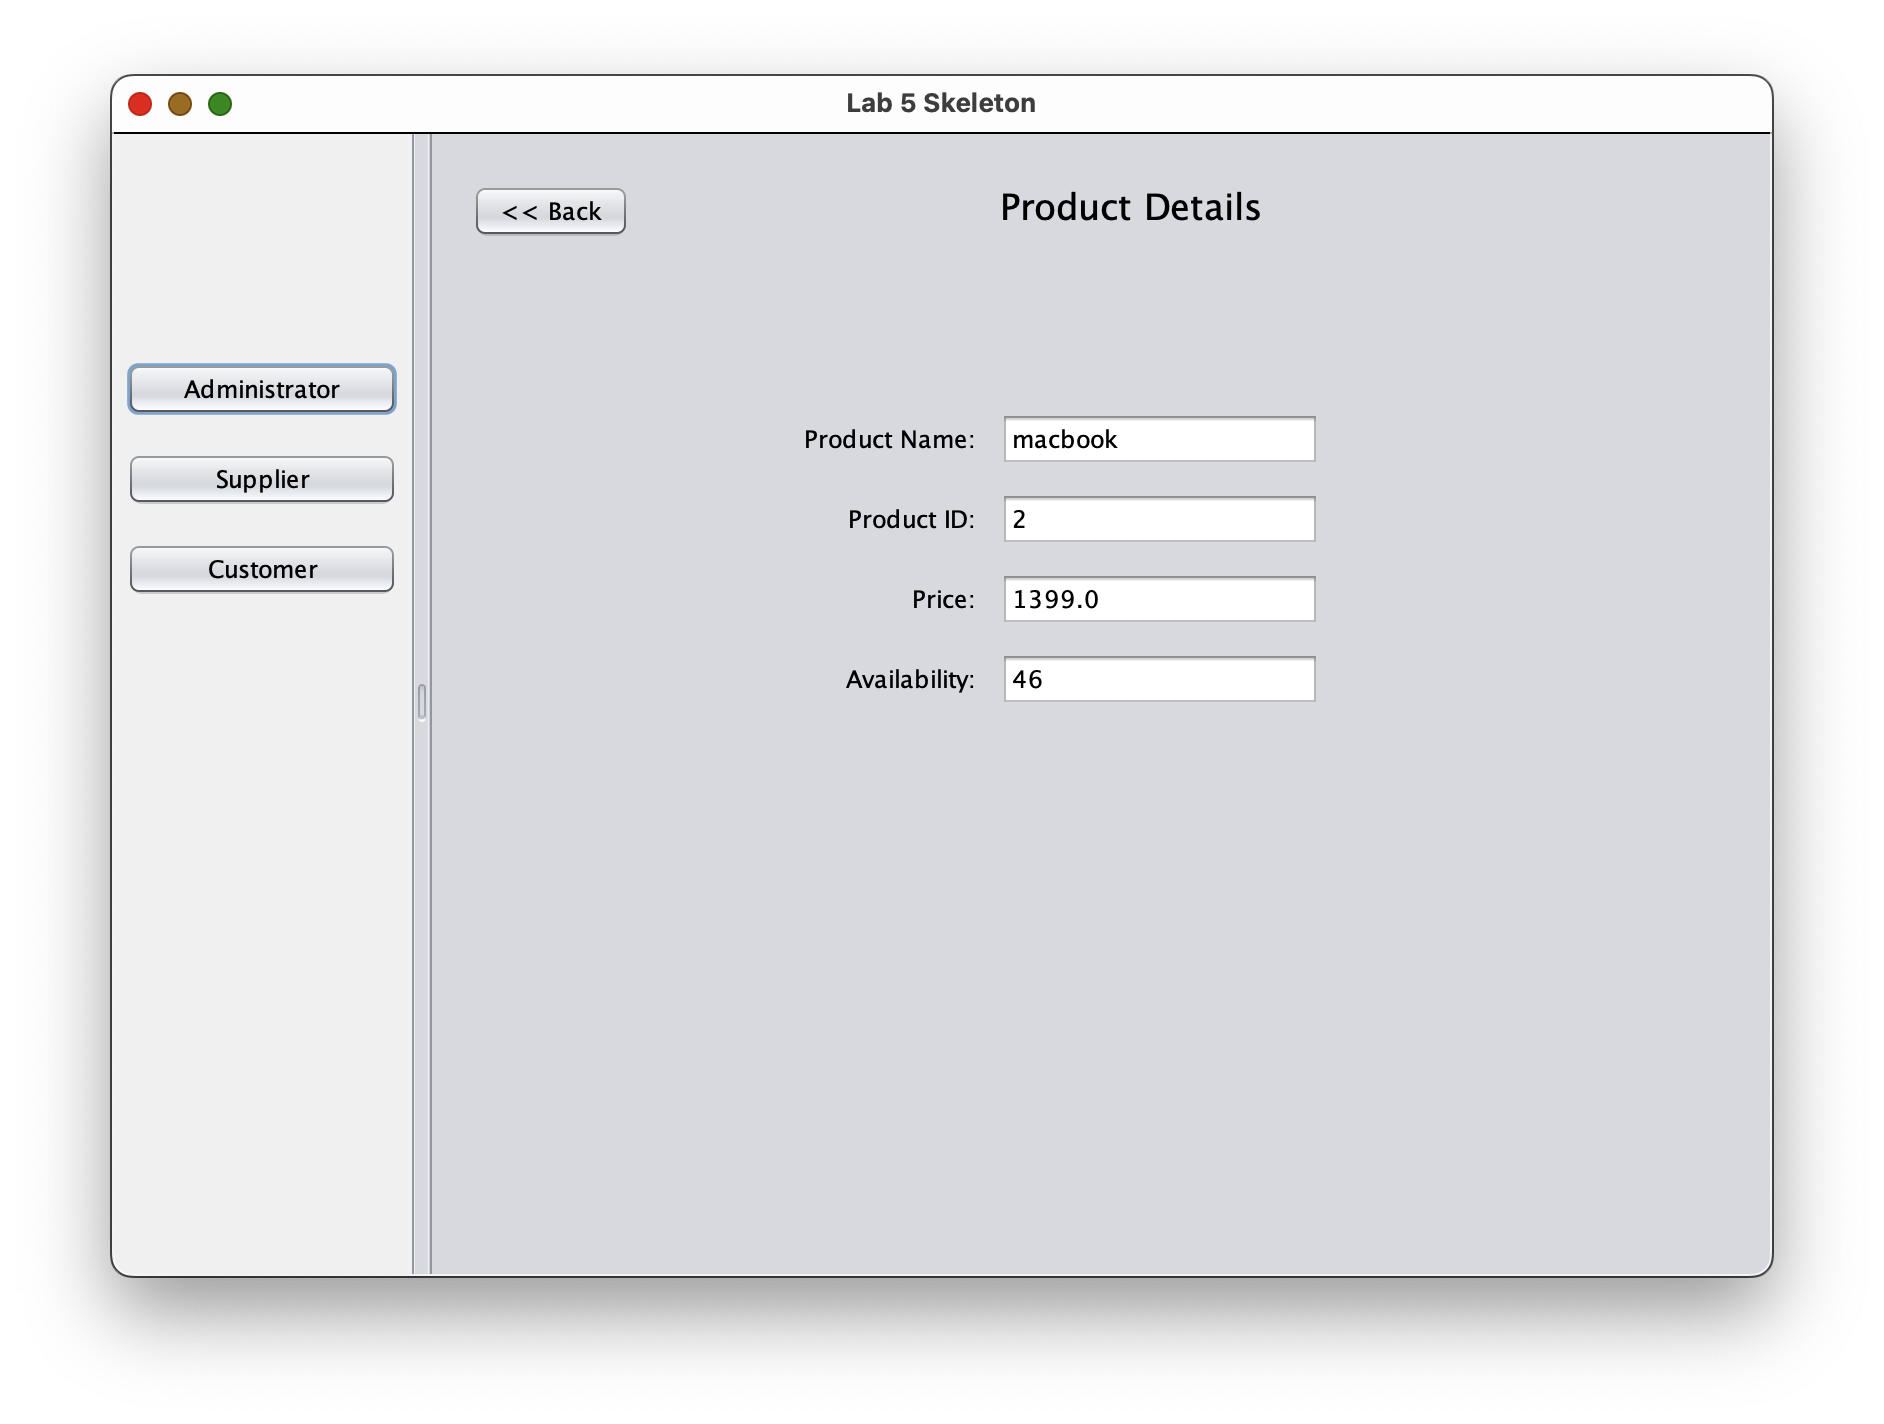 Lab 5 Skeleton
<< Back
Product Details
Administrator
Supplier
Customer
Product Name: macbook
Product ID: 2
Price: 1399.0
Availability: 46